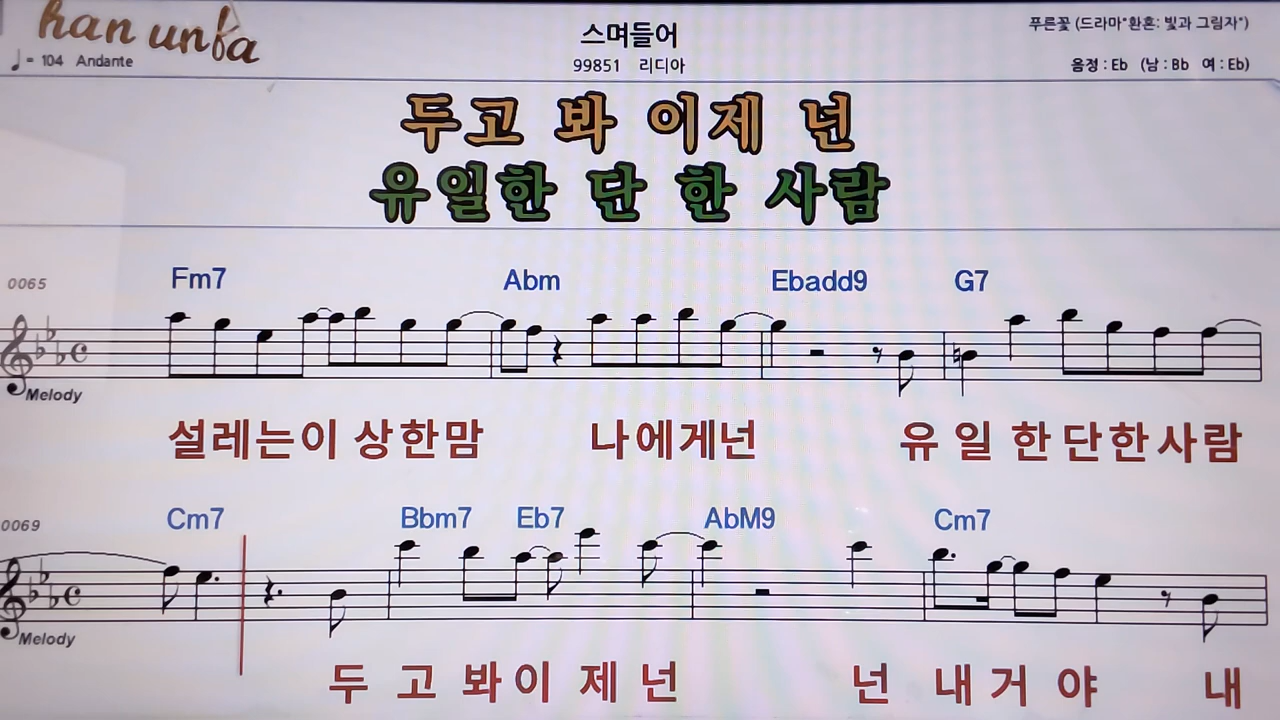 han unfa
스며들어
푸른꽃 (드라마"환혼: 빛과 그림자")
♩= 104 Andante
99851 리디아
음정 : Eb (남 : Bb 여 : Eb)
두고 봐 이제 넌
유일한 단 한 사람
0065 Fm7 Abm Ebadd9 G7
Melody
설레는이 상한맘 나에게넌 유 일 한단한사람
0069 Cm7 Bbm7 Eb7 AbM9 Cm7
Melody
두 고 봐이 제 넌 넌 내거 야 내